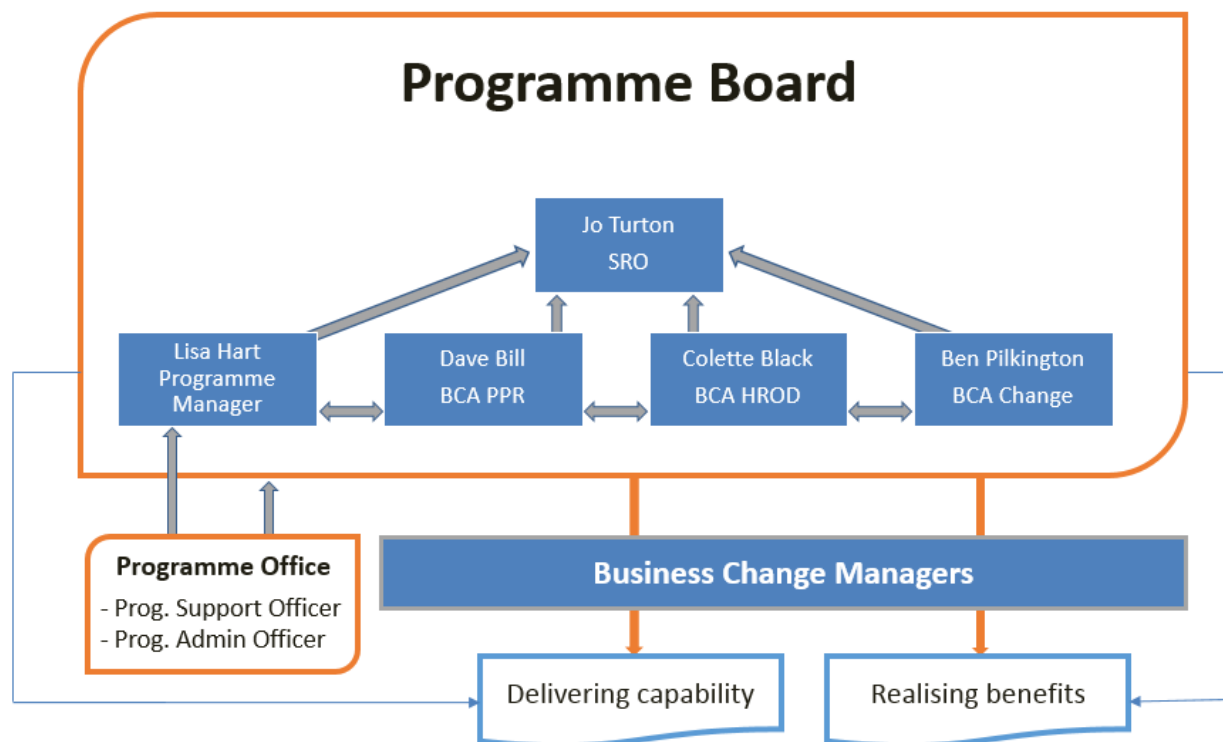 Programme Board
Jo Turton
SRO
Lisa Hart
Programme
Manager
Dave Bill
BCA PPR
Colette Black
BCA HROD
Ben Pilkington
BCA Change
Programme Office
- Prog. Support Officer
- Prog. Admin Officer
Business Change Managers
Delivering capability
Realising benefits